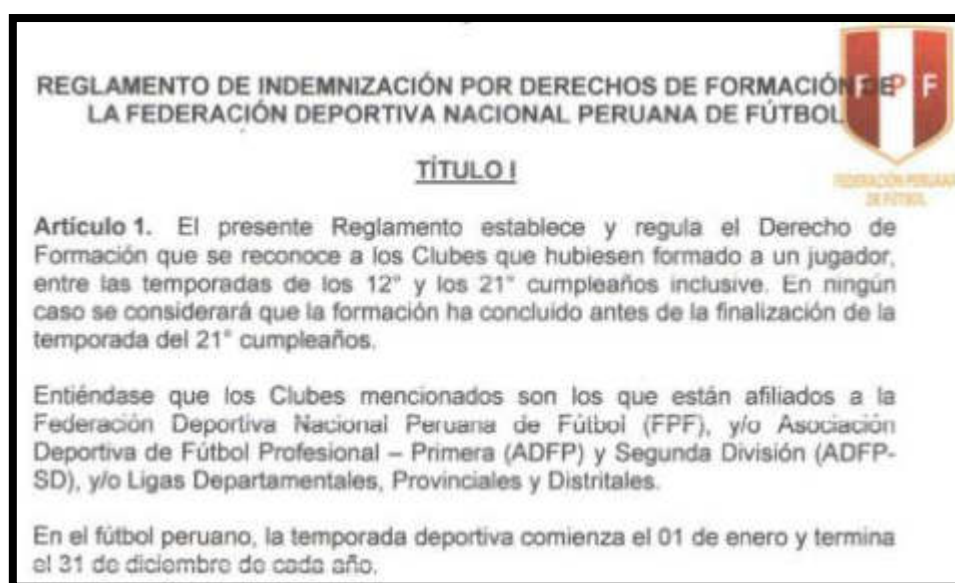 REGLAMENTO DE INDEMNIZACIÓN POR DERECHOS DE FORMACIÓN DE
LA FEDERACIÓN DEPORTIVA NACIONAL PERUANA DE FÚTBOL
FPF
FEDERACIÓN PERUANA
DE FÚTBOL
TÍTULO I
Artículo 1. El presente Reglamento establece y regula el Derecho de
Formación que se reconoce a los Clubes que hubiesen formado a un jugador,
entre las temporadas de los 12° y los 21° cumpleaños inclusive. En ningún
caso se considerará que la formación ha concluido antes de la finalización de la
temporada del 21° cumpleaños.
Entiéndase que los Clubes mencionados son los que están afiliados a la
Federación Deportiva Nacional Peruana de Fútbol (FPF), y/o Asociación
Deportiva de Fútbol Profesional – Primera (ADFP) y Segunda División (ADFP-
SD), y/o Ligas Departamentales, Provinciales y Distritales.
En el fútbol peruano, la temporada deportiva comienza el 01 de enero y termina
el 31 de diciembre de cada año.